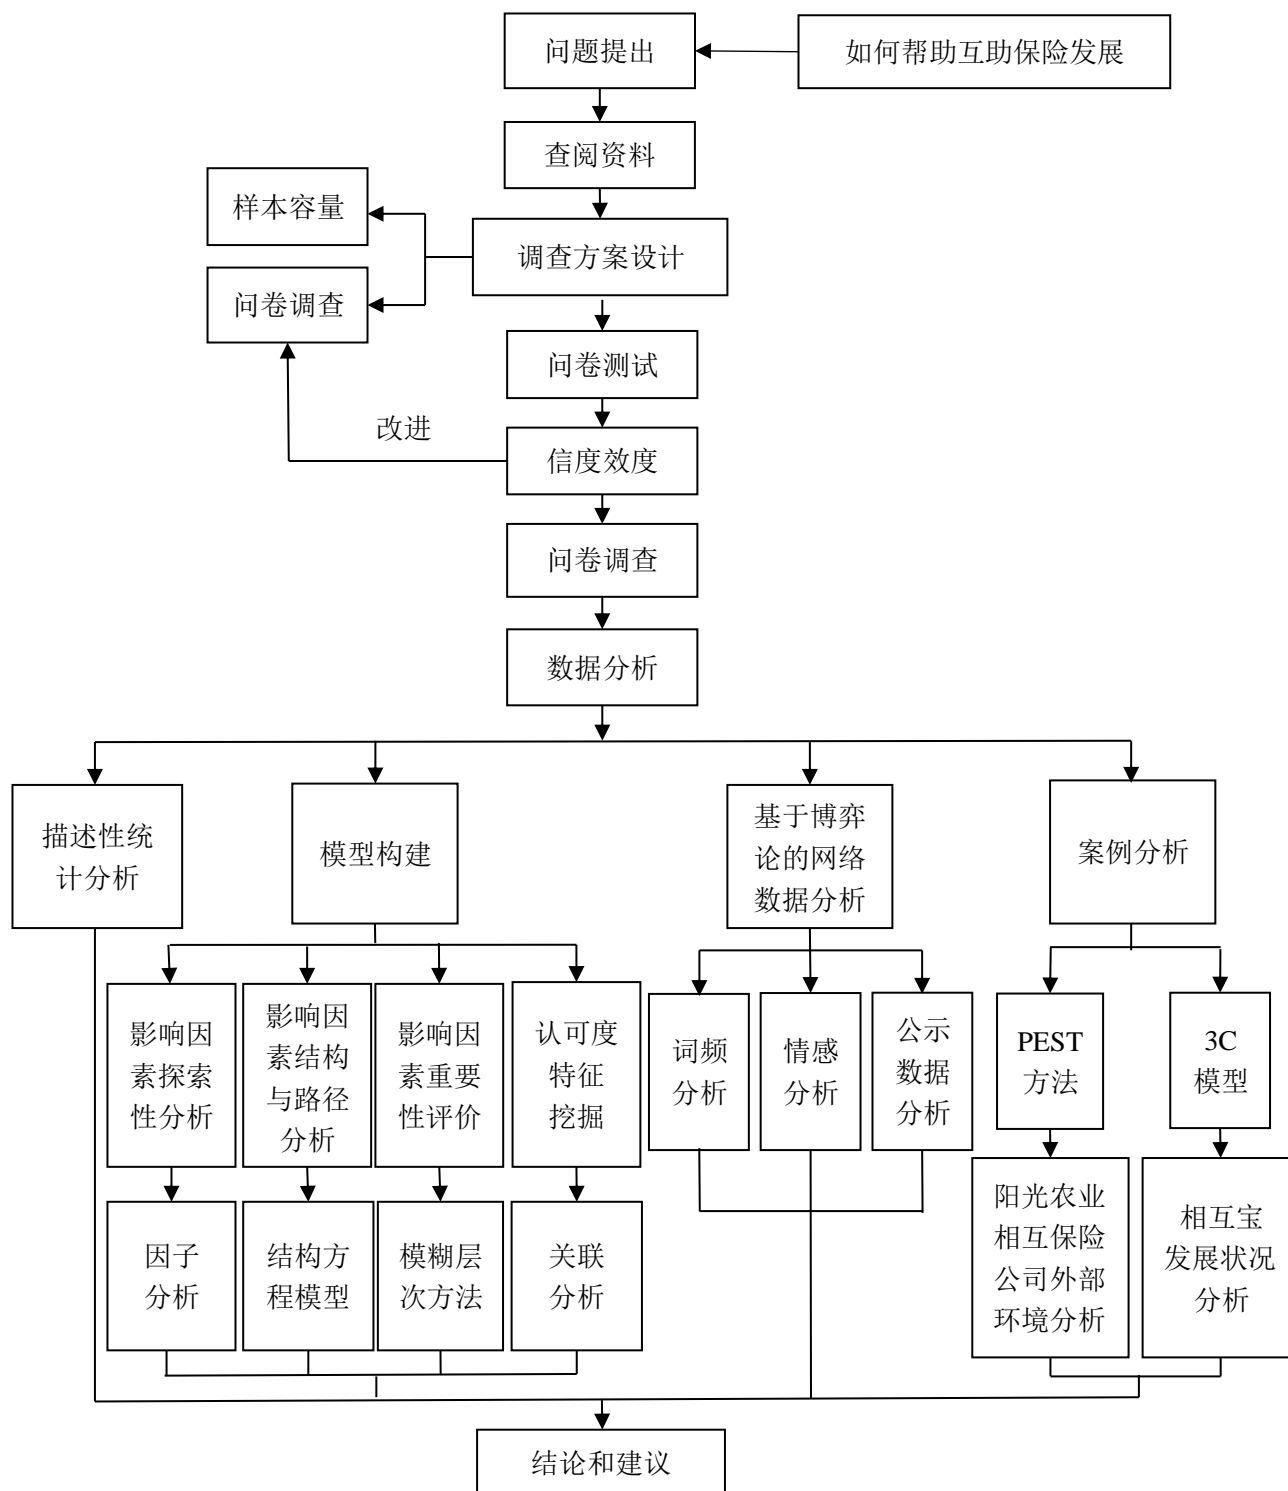 问题提出
如何帮助互助保险发展
查阅资料
样本容量
调查方案设计
问卷调查
问卷测试
改进
信度效度
问卷调查
数据分析
描述性统
计分析
模型构建
基于博弈
论的网络
数据分析
案例分析
影响因
素探索
性分析
影响因
素结构
与路径
分析
影响因
素重要
性评价
认可度
特征
挖掘
词频
分析
情感
分析
公示
数据
分析
PEST
方法
3C
模型
因子
分析
结构方
程模型
模糊层
次方法
关联
分析
阳光农业
相互保险
公司外部
环境分析
相互宝
发展状况
分析
结论和建议